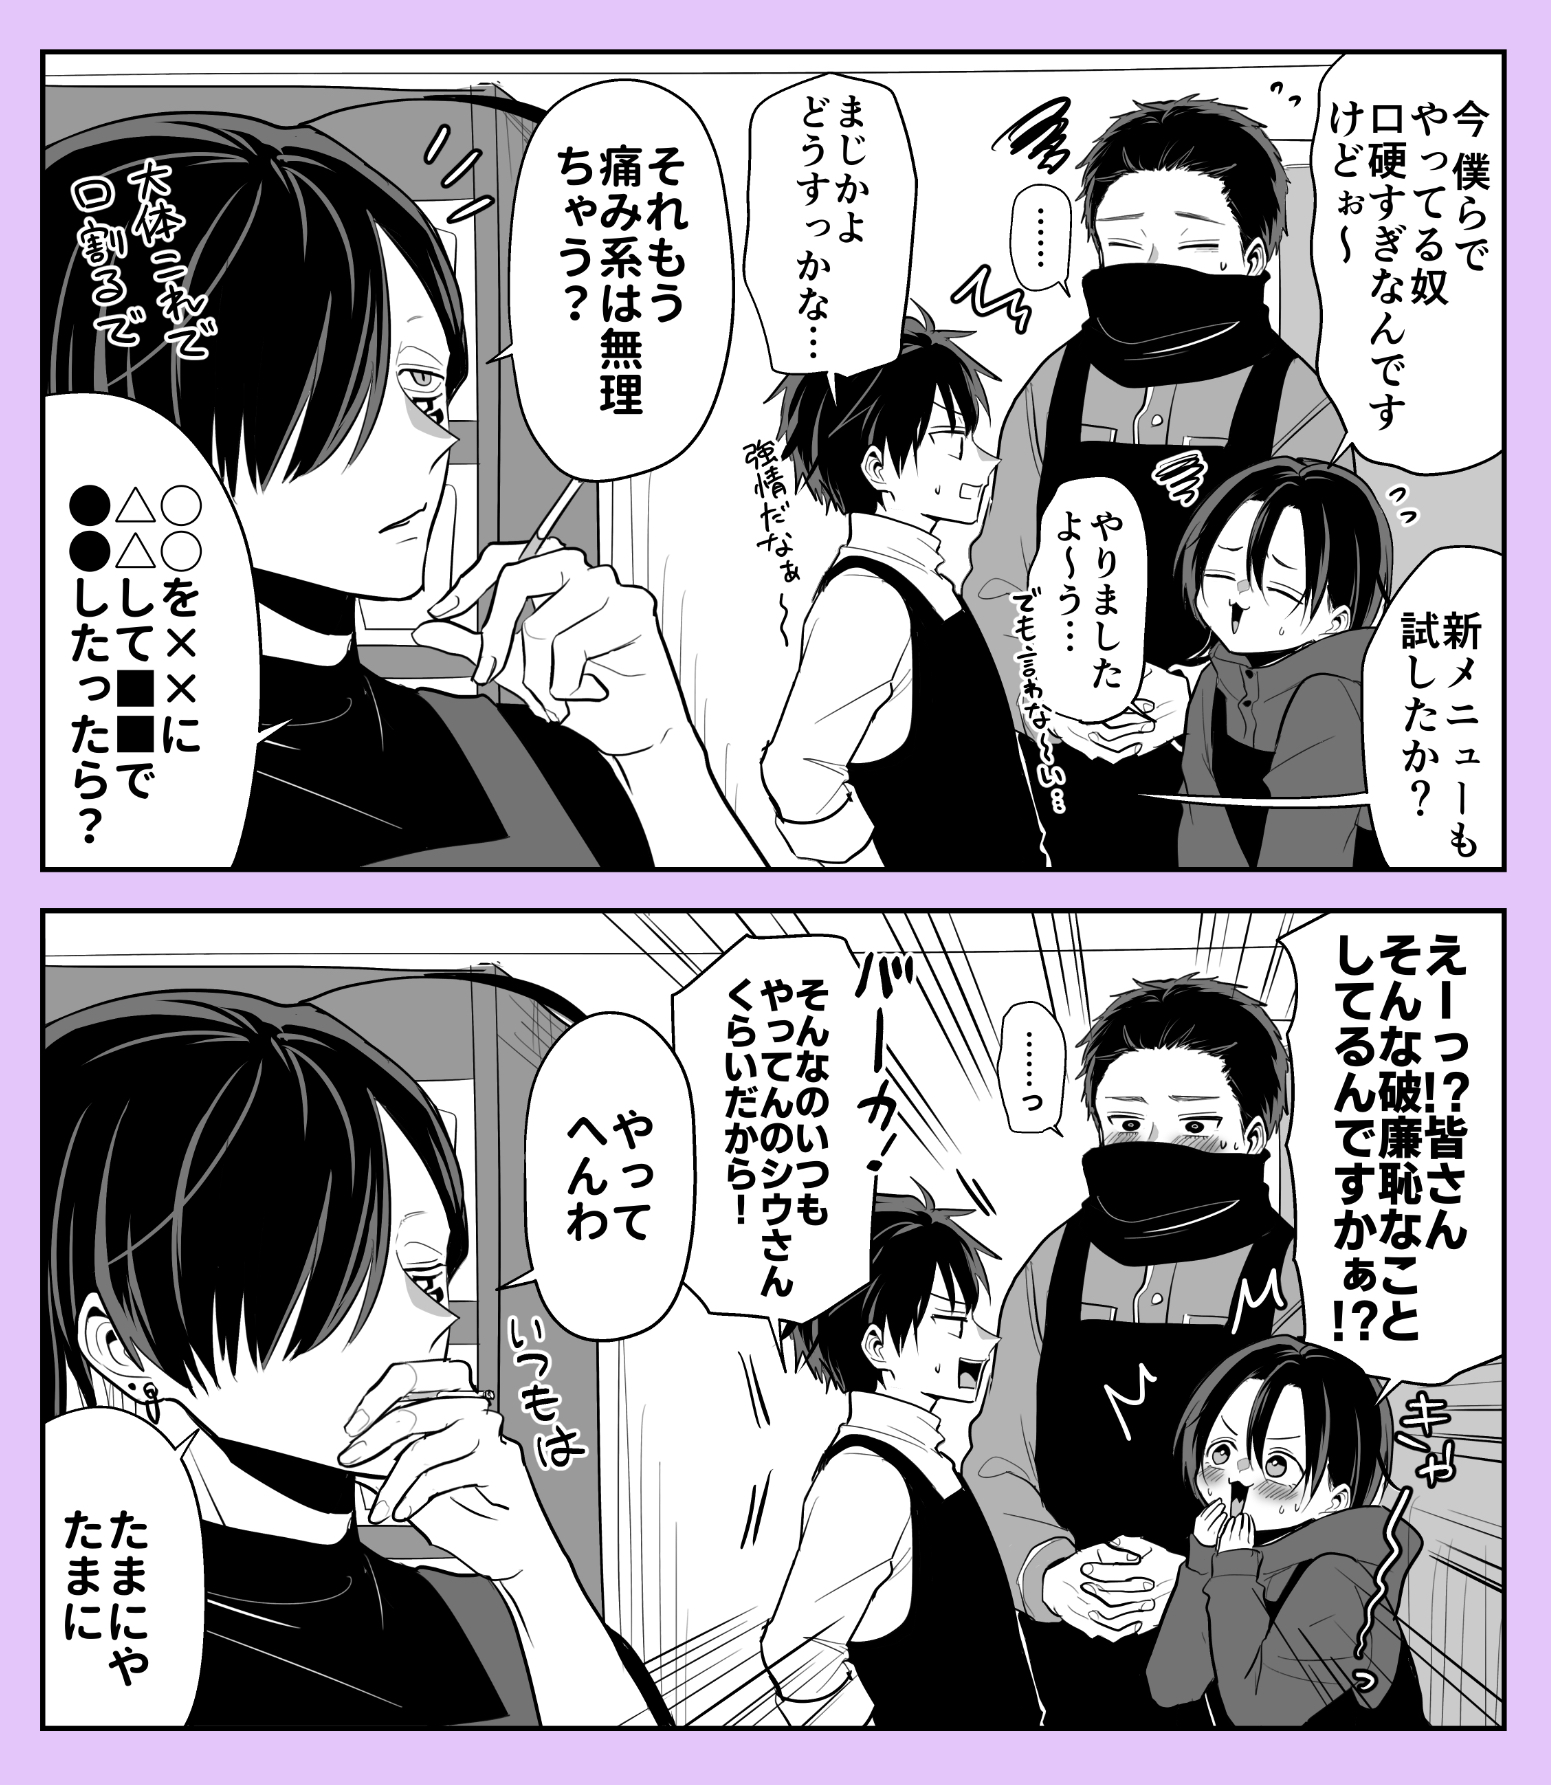 今 僕らで
やってる奴
口硬すぎなんです
けどぉ〜
新メニューも
試したか？
……
やりました
よ〜う…
でも言わな〜い…
まじかよ
どうすっかな…
強情だなぁ〜
それもう
痛み系は無理
ちゃう？
大体これで
口割るで
○○を××に
△△して■■で
●●したったら？
えーっ!?皆さん
そんな破廉恥なこと
してるんですかぁ!?
キャーっ
……っ
バーカ！
そんなのいつも
やってんのシウさん
くらいだから！
やって
へんわ
いつもは
たまにや
たまに